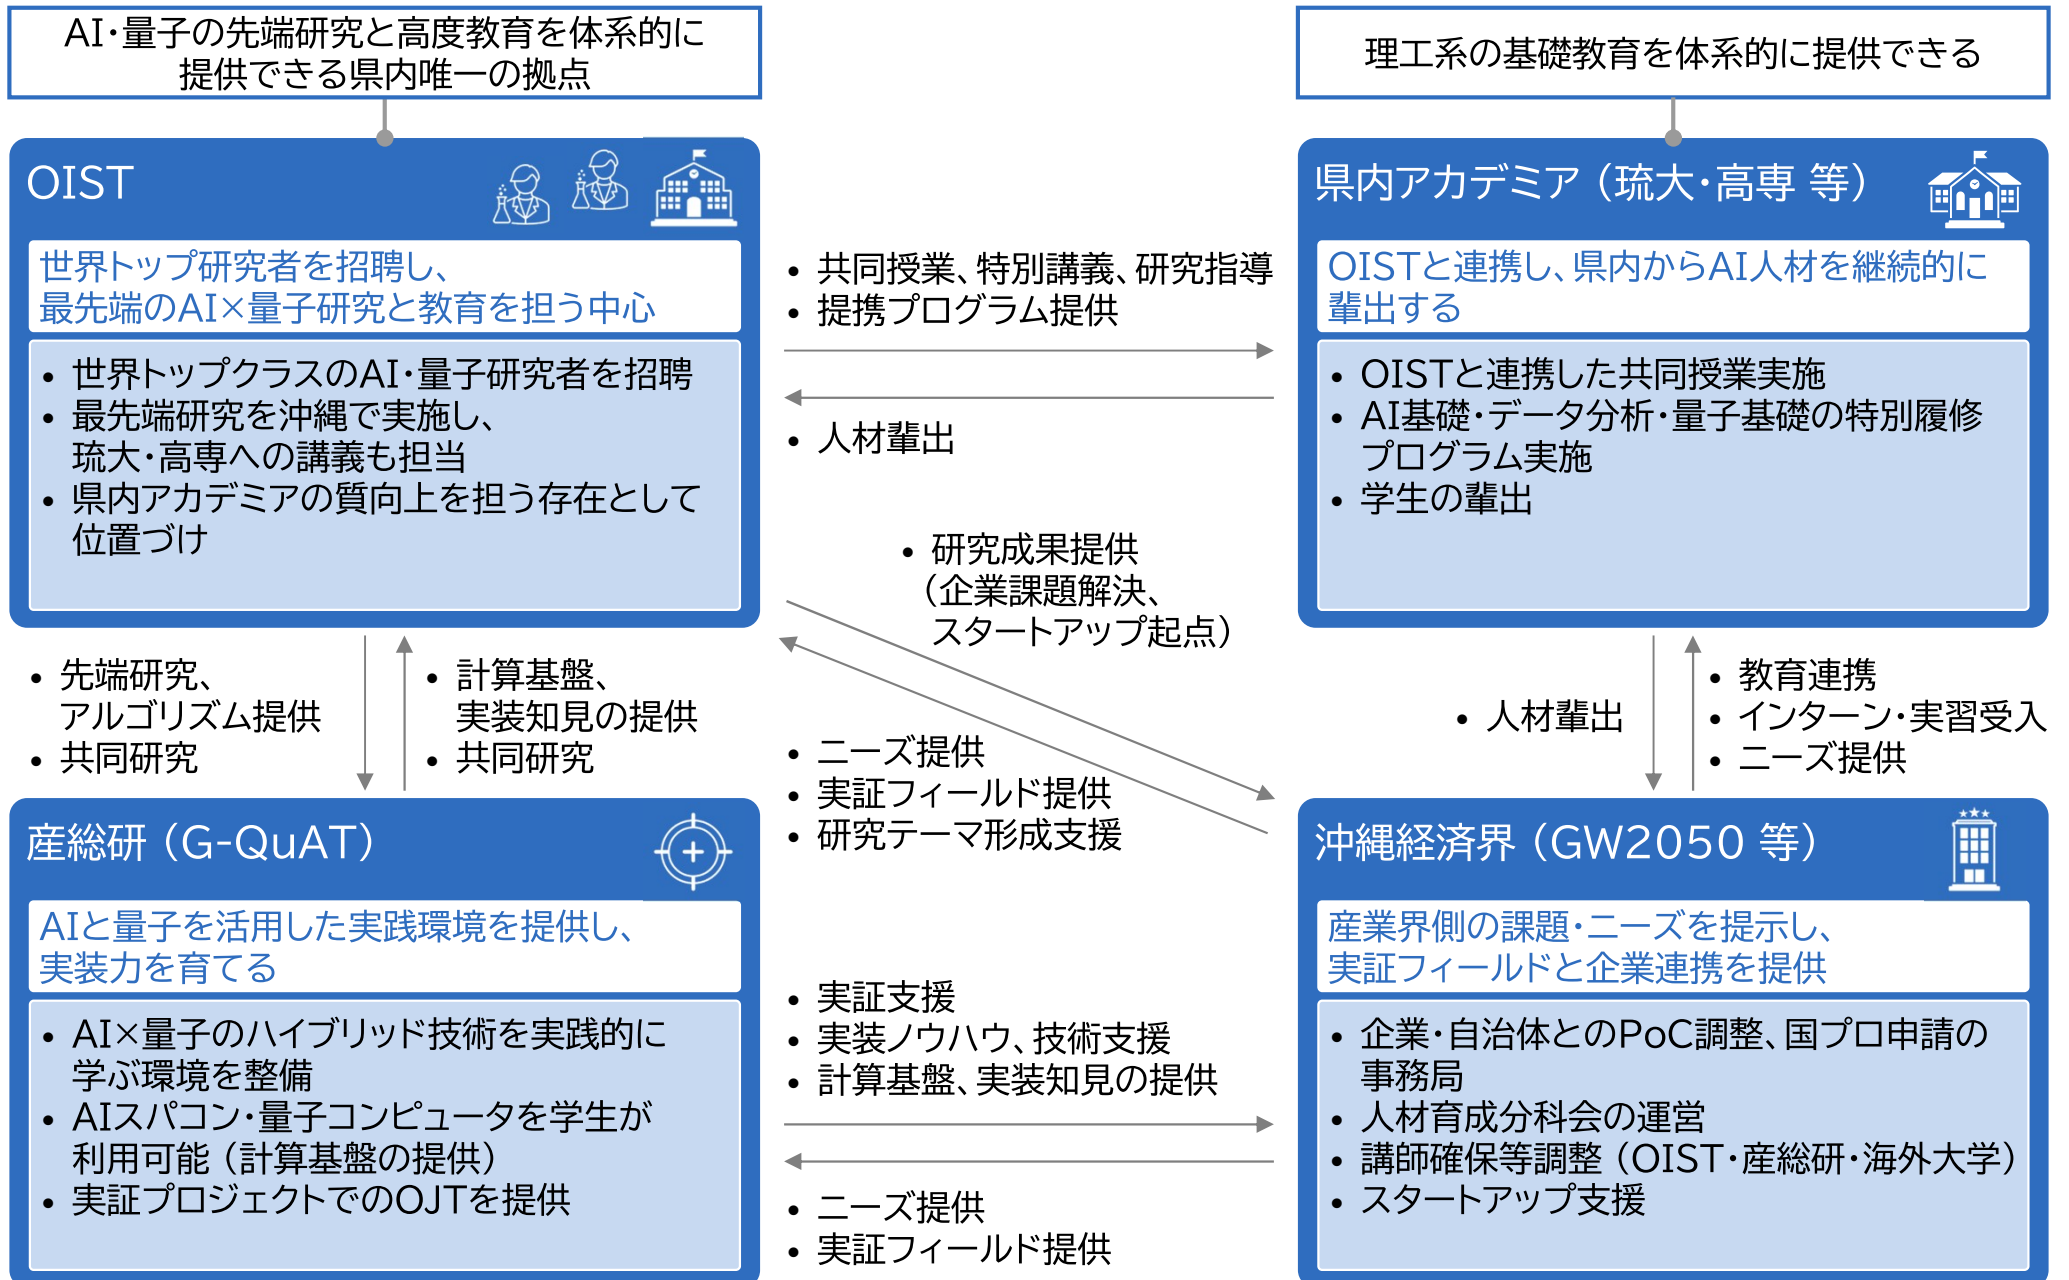 AI・量子の先端研究と高度教育を体系的に
提供できる県内唯一の拠点
理工系の基礎教育を体系的に提供できる
OIST
世界トップ研究者を招聘し、
最先端のAI×量子研究と教育を担う中心
• 世界トップクラスのAI・量子研究者を招聘
• 最先端研究を沖縄で実施し、
琉大・高専への講義も担当
• 県内アカデミアの質向上を担う存在として
位置づけ
• 共同授業、特別講義、研究指導
• 提携プログラム提供
• 人材輩出
県内アカデミア（琉大・高専 等）
OISTと連携し、県内からAI人材を継続的に
輩出する
• OISTと連携した共同授業実施
• AI基礎・データ分析・量子基礎の特別履修
プログラム実施
• 学生の輩出
• 研究成果提供
（企業課題解決、
スタートアップ起点）
• ニーズ提供
• 実証フィールド提供
• 研究テーマ形成支援
• 先端研究、
アルゴリズム提供
• 共同研究
• 計算基盤、
実装知見の提供
• 共同研究
• 人材輩出
• 教育連携
• インターン・実習受入
• ニーズ提供
産総研（G-QuAT）
AIと量子を活用した実践環境を提供し、
実装力を育てる
• AI×量子のハイブリッド技術を実践的に
学ぶ環境を整備
• AIスパコン・量子コンピュータを学生が
利用可能（計算基盤の提供）
• 実証プロジェクトでのOJTを提供
• 実証支援
• 実装ノウハウ、技術支援
• 計算基盤、実装知見の提供
• ニーズ提供
• 実証フィールド提供
沖縄経済界（GW2050 等）
産業界側の課題・ニーズを提示し、
実証フィールドと企業連携を提供
• 企業・自治体とのPoC調整、国プロ申請の
事務局
• 人材育成分科会の運営
• 講師確保等調整（OIST・産総研・海外大学）
• スタートアップ支援